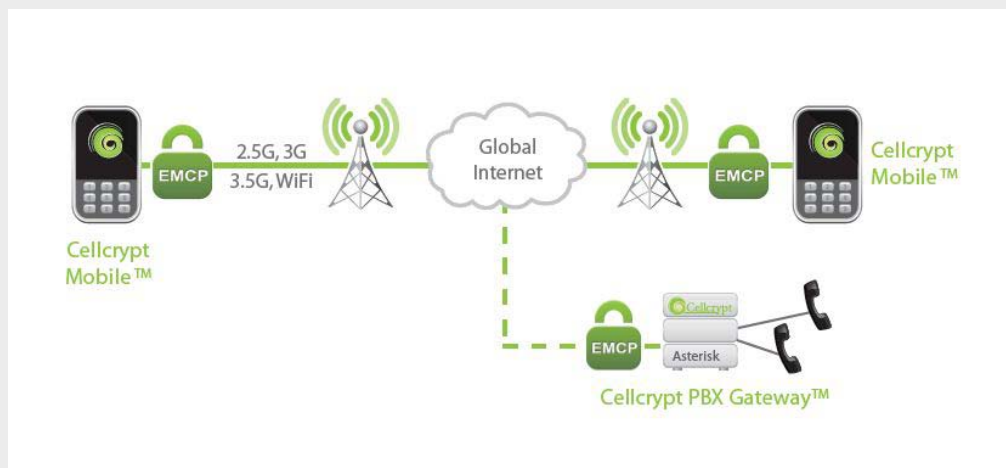 2.5G, 3G
3.5G, WiFi
EMCP
Global
Internet
EMCP
Cellcrypt
Mobile™
Cellcrypt
Mobile™
Cellcrypt
EMCP
Asterisk
Cellcrypt PBX Gateway™